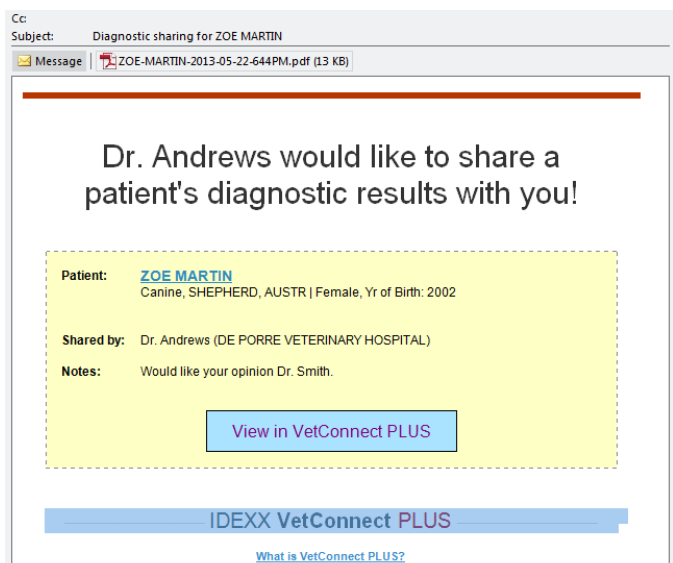 Cc:
Subject: Diagnostic sharing for ZOE MARTIN
Message ZOE-MARTIN-2013-05-22-644PM.pdf (13 KB)
Dr. Andrews would like to share a
patient's diagnostic results with you!
Patient: ZOE MARTIN
Canine, SHEPHERD, AUSTR | Female, Yr of Birth: 2002
Shared by: Dr. Andrews (DE PORRE VETERINARY HOSPITAL)
Notes: Would like your opinion Dr. Smith.
View in VetConnect PLUS
IDEXX VetConnect PLUS
What is VetConnect PLUS?